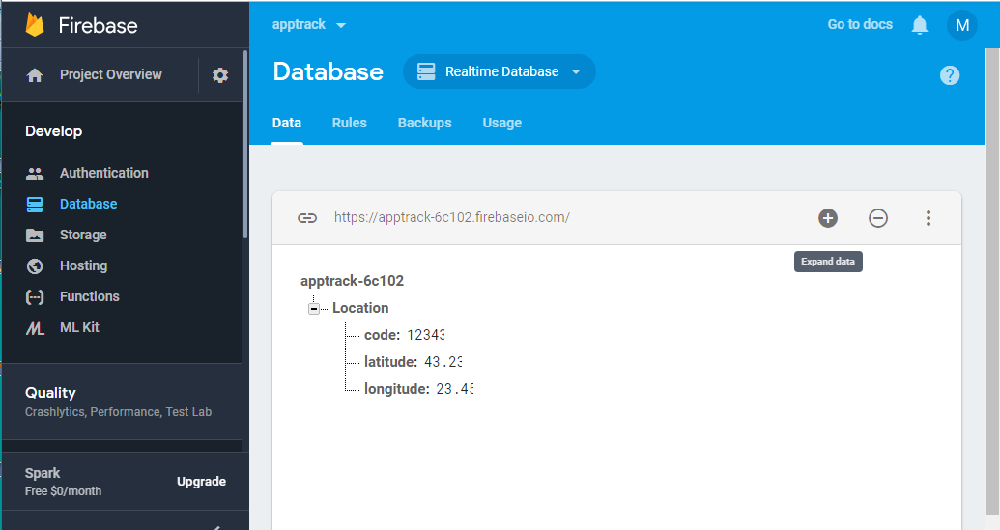 Firebase
apptrack
Go to docs
M
Project Overview
Database
Realtime Database
?
Data
Rules
Backups
Usage
Develop
Authentication
Database
Storage
Hosting
Functions
ML Kit
Quality
Crashlytics, Performance, Test Lab
Spark
Free $0/month
Upgrade
https://apptrack-6c102.firebaseio.com/
Expand data
apptrack-6c102
Location
code: 12343
latitude: 43.23
longitude: 23.45